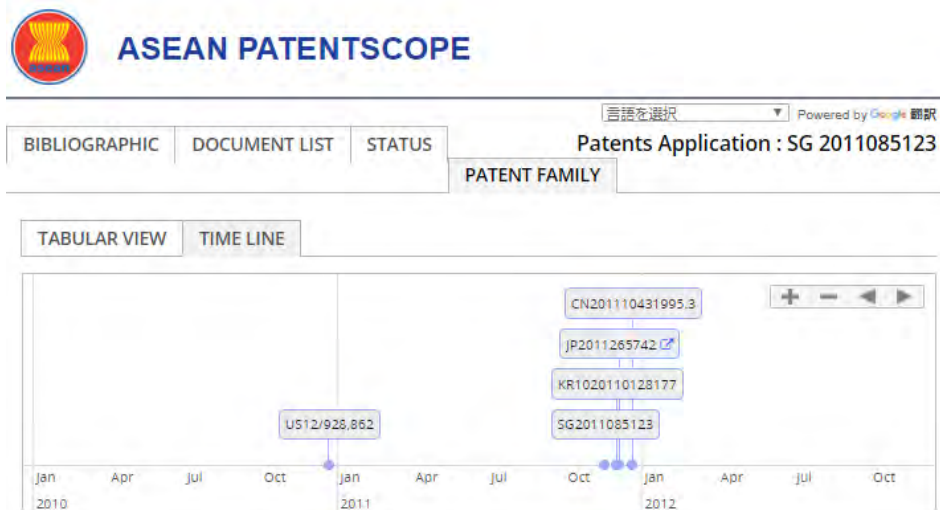 ASEAN PATENTSCOPE
言語を選択 Powered by Google 翻訳
BIBLIOGRAPHIC DOCUMENT LIST STATUS Patents Application : SG 2011085123
PATENT FAMILY
TABULAR VIEW TIME LINE
CN201110431995.3
JP2011265742
KR1020110128177
US12/928,862 SG2011085123
Jan Apr Jul Oct Jan Apr Jul Oct Jan Apr Jul Oct
2010 2011 2012